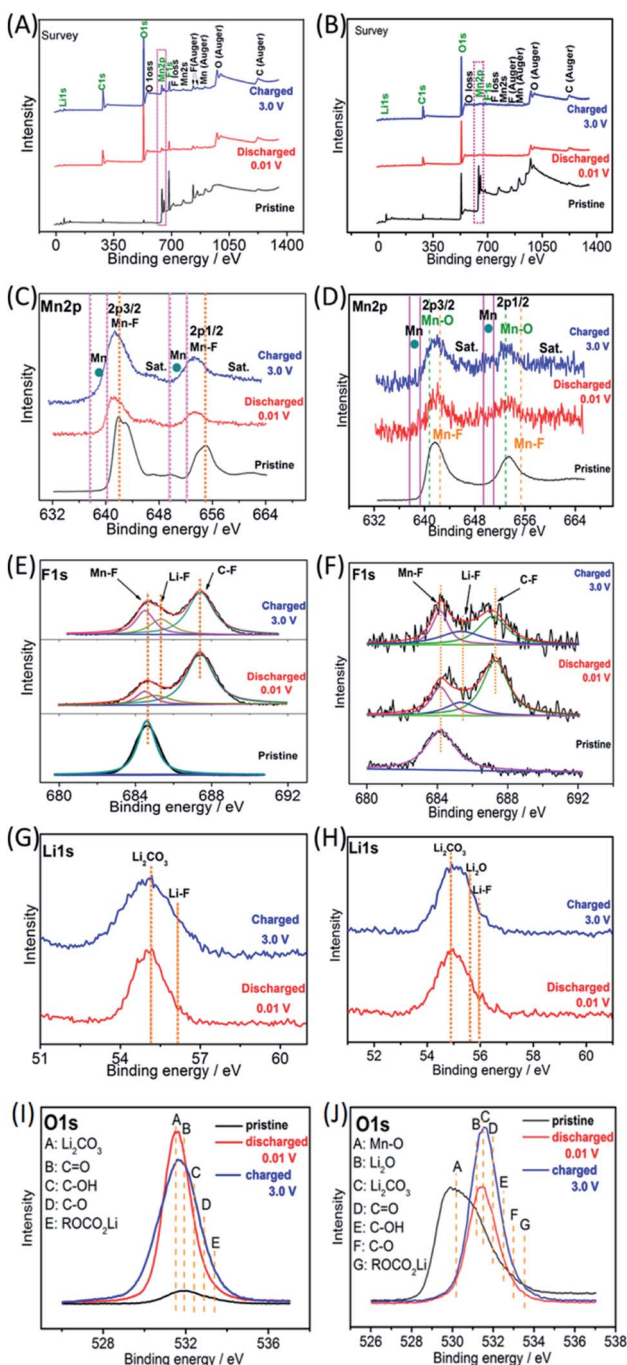 (A)
Survey
Li1s
C1s
O1s
O loss
Mn2p
F1s
F loss
Mn2s
F(Auger)
Mn (Auger)
O (Auger)
C (Auger)
Charged
3.0 V
Discharged
0.01 V
Pristine
Intensity
0 350 700 1050 1400
Binding energy / eV
(B)
Survey
Li1s
C1s
O1s
O loss
Mn2p
F1s
F loss
Mn2s
F (Auger)
Mn (Auger)
O (Auger)
C (Auger)
Charged
3.0 V
Discharged
0.01 V
Pristine
Intensity
0 350 700 1050 1400
Binding energy / eV
(C)
Mn2p
2p3/2
Mn-F
Mn
Sat.
2p1/2
Mn-F
Mn
Sat.
Charged
3.0 V
Discharged
0.01 V
Pristine
Intensity
632 640 648 656 664
Binding energy / eV
(D)
Mn2p
2p3/2
Mn
Mn-O
Sat.
2p1/2
Mn
Mn-O
Sat.
Charged
3.0 V
Discharged
0.01 V
Mn-F
Mn-F
Pristine
Intensity
632 640 648 656 664
Binding energy / eV
(E)
F1s
Mn-F
Li-F
C-F
Charged
3.0 V
Discharged
0.01 V
Pristine
Intensity
680 684 688 692
Binding energy / eV
(F)
F1s
Mn-F
Li-F
C-F
Charged
3.0 V
Discharged
0.01 V
Pristine
Intensity
680 684 688 692
Binding energy / eV
(G)
Li1s
Li₂CO₃
Li-F
Charged
3.0 V
Discharged
0.01 V
Intensity
51 54 57 60
Binding energy / eV
(H)
Li1s
Li₂CO₃
Li₂O
Li-F
Charged
3.0 V
Discharged
0.01 V
Intensity
52 54 56 58 60
Binding energy / eV
(I)
O1s
A: Li₂CO₃
B: C=O
C: C-OH
D: C-O
E: ROCO₂Li
A
B
C
D
E
pristine
discharged
0.01 V
charged
3.0 V
Intensity
528 532 536
Binding energy / eV
(J)
O1s
A: Mn-O
B: Li₂O
C: Li₂CO₃
D: C=O
E: C-OH
F: C-O
G: ROCO₂Li
A
B
C
D
E
F
G
pristine
discharged
0.01 V
charged
3.0 V
Intensity
526 528 530 532 534 536 538
Binding energy / eV